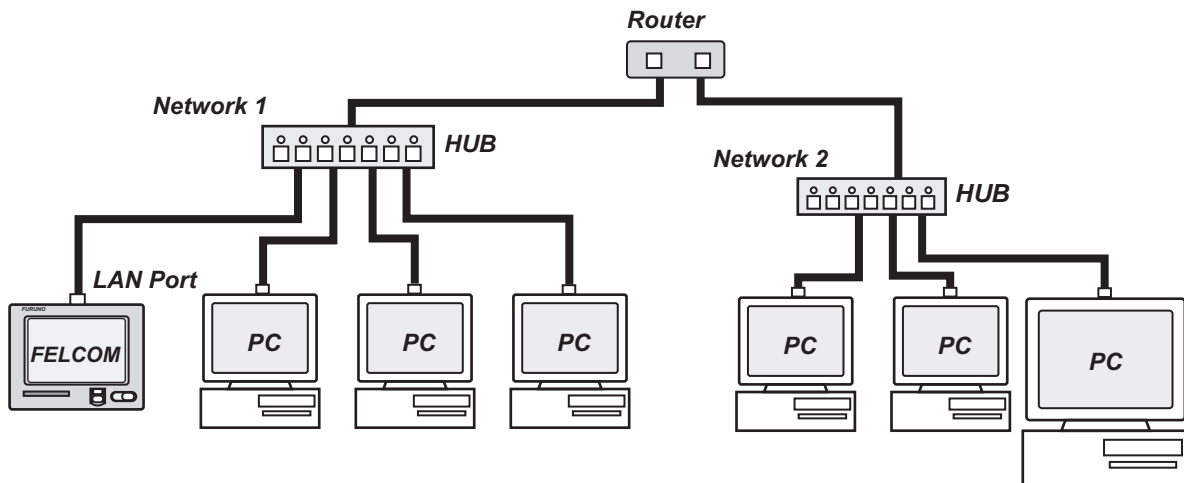 Router
Network 1
HUB
Network 2
HUB
LAN Port
FURUNO
FELCOM
PC
PC
PC
PC
PC
PC